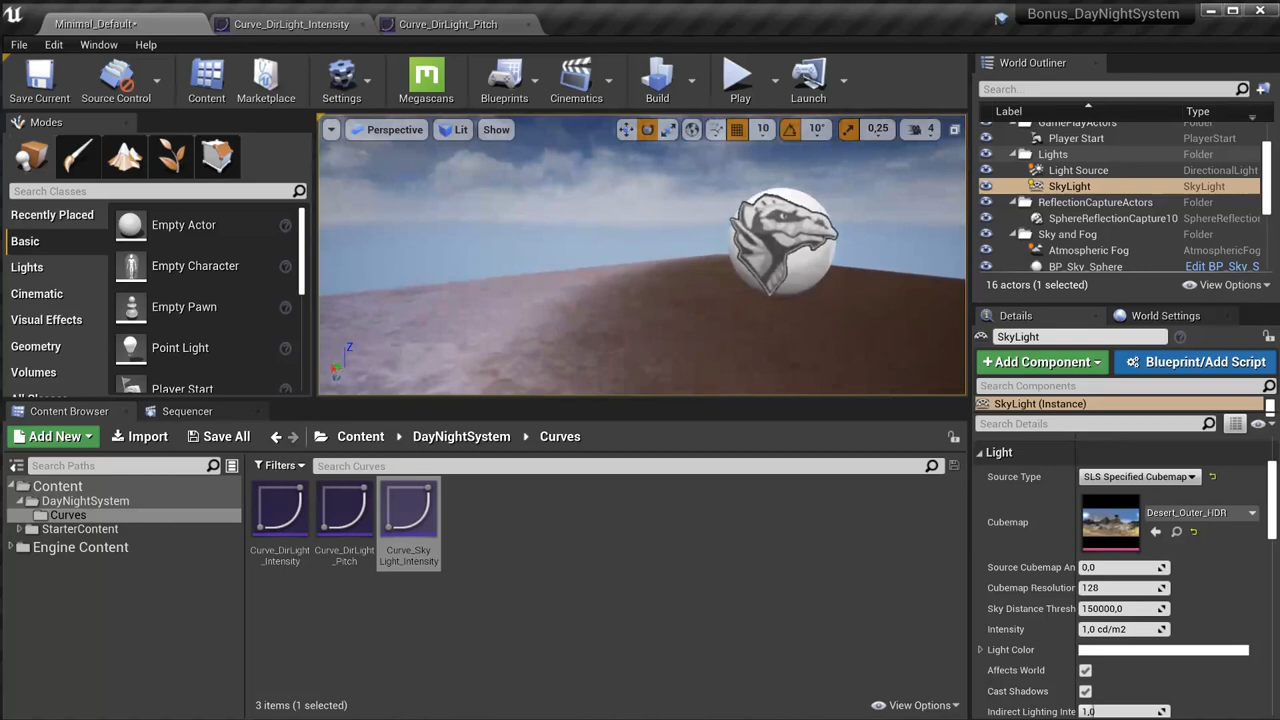 Minimal_Default*
Curve_DirLight_Intensity
Curve_DirLight_Pitch
Bonus_DayNightSystem
File Edit Window Help
World Outliner
Save Current
Source Control
Content
Marketplace
Settings
Megascans
Blueprints
Cinematics
Build
Play
Launch
Search...
Label Type
GamePlayActors Folder
Player Start PlayerStart
Lights Folder
Light Source DirectionalLight
SkyLight SkyLight
ReflectionCaptureActors Folder
SphereReflectionCapture10 SphereReflection
Sky and Fog Folder
Atmospheric Fog AtmosphericFog
BP_Sky_Sphere Edit BP_Sky_S
16 actors (1 selected) View Options
Modes
Search Classes
Recently Placed
Basic
Lights
Cinematic
Visual Effects
Geometry
Volumes
Empty Actor
Empty Character
Empty Pawn
Point Light
Player Start
Perspective Lit Show
10 10° 0,25 4
Z
Details World Settings
SkyLight
+Add Component
Blueprint/Add Script
Search Components
SkyLight (Instance)
Search Details
Light
Source Type SLS Specified Cubemap
Cubemap Desert_Outer_HDR
Source Cubemap An 0,0
Cubemap Resolution 128
Sky Distance Thresh 150000,0
Intensity 1,0 cd/m2
Light Color
Affects World
Cast Shadows
Indirect Lighting Inte 1,0
Content Browser Sequencer
Add New Import Save All Content DayNightSystem Curves
Search Paths
Filters Search Curves
Content
DayNightSystem
Curves
StarterContent
Engine Content
Curve_DirLight
_Intensity
Curve_DirLight
_Pitch
Curve_Sky
Light_Intensity
3 items (1 selected)
View Options